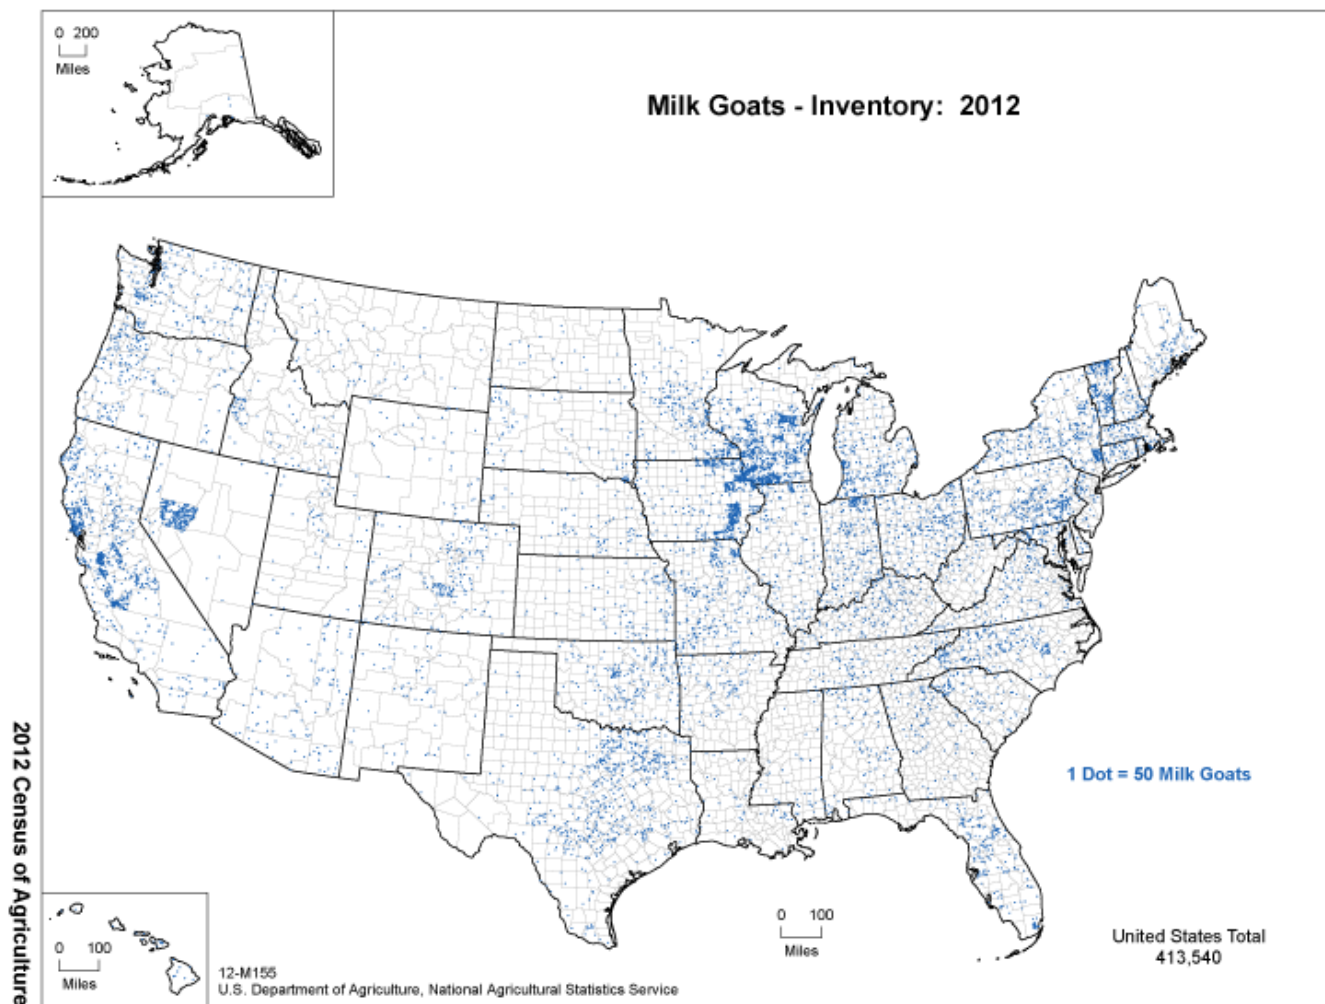 0 200
Miles
Milk Goats - Inventory: 2012
1 Dot = 50 Milk Goats
2012 Census of Agriculture
0 100
Miles
0 100
Miles
United States Total
413,540
12-M155
U.S. Department of Agriculture, National Agricultural Statistics Service